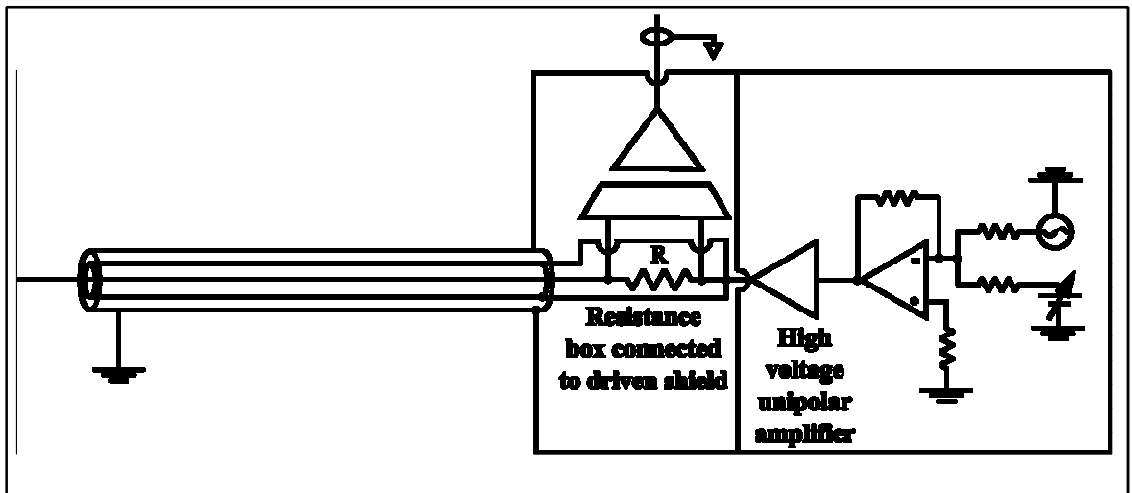 R
Resistance
box connected
to driven shield
High
voltage
unipolar
amplifier
-
+